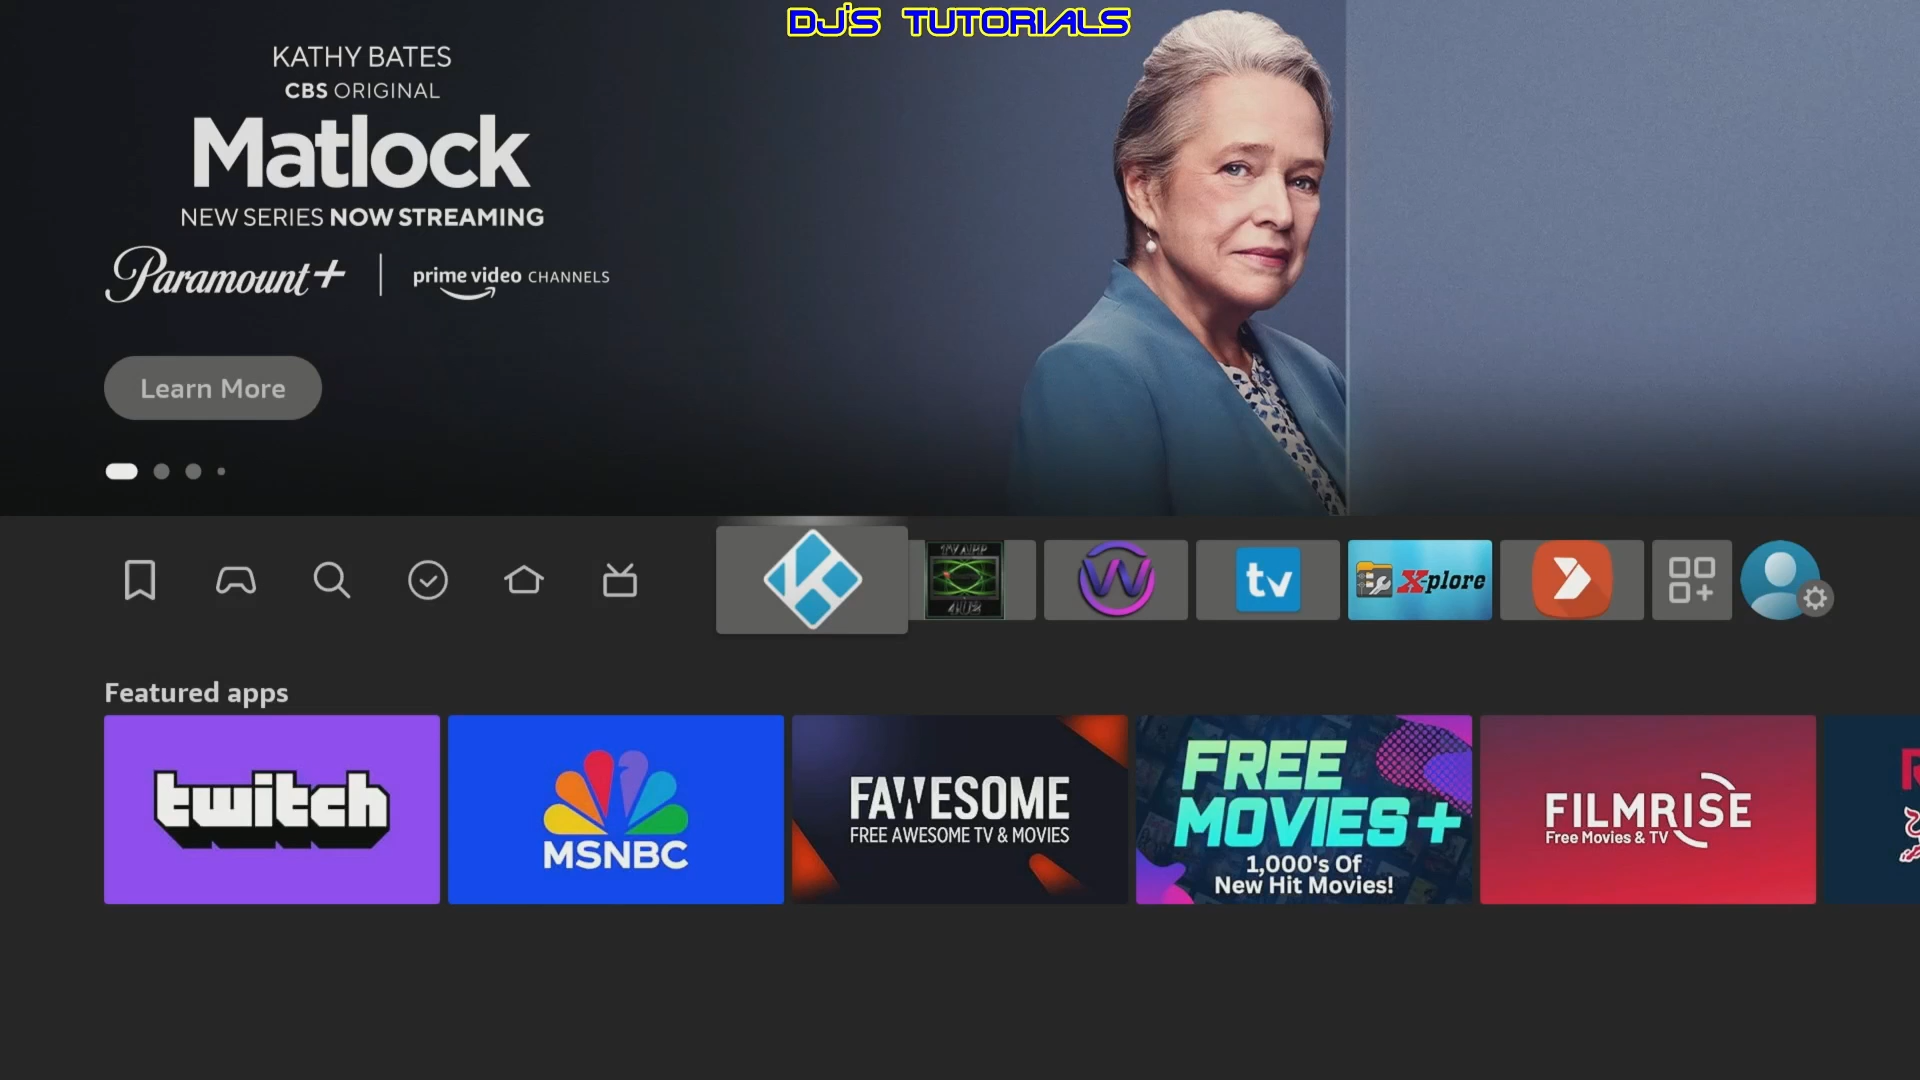 DJ'S TUTORIALS
KATHY BATES
CBS ORIGINAL
Matlock
NEW SERIES NOW STREAMING
Paramount+ | prime video CHANNELS
Learn More
tv
X-plore
Featured apps
twitch
MSNBC
FAWESOME
FREE AWESOME TV & MOVIES
FREE
MOVIES +
1,000's Of
New Hit Movies!
FILMRISE
Free Movies & TV